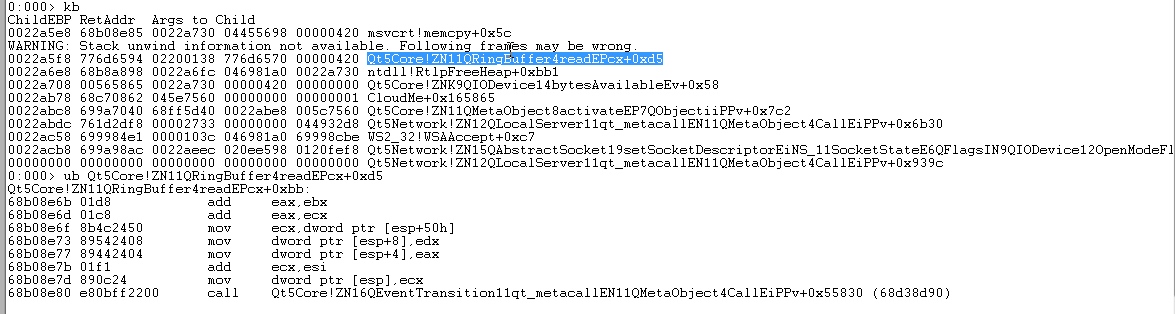 0:000> kb
ChildEBP RetAddr  Args to Child
0022a5e8 68b08e85 0022a730 04455698 00000420 msvcrt!memcpy+0x5c
WARNING: Stack unwind information not available. Following frames may be wrong.
0022a5f8 776d6594 02200138 776d6570 00000420 Qt5Core!ZN11QRingBuffer4readEPcx+0xd5
0022a6e8 68b8a898 0022a6fc 046981a0 0022a730 ntdll!RtlpFreeHeap+0xbb1
0022a708 00565865 0022a730 00000420 00000000 Qt5Core!ZNK9QIODevice14bytesAvailableEv+0x58
0022ab78 68c70862 045e7560 00000000 00000001 CloudMe+0x165865
0022abc8 699a7040 68ff5d40 0022abe8 005c7560 Qt5Core!ZN11QMetaObject8activateEP7QObjectiiPPv+0x7c2
0022abdc 761d2df8 00002733 00000000 044932d8 Qt5Network!ZN12QLocalServer11qt_metacallEN11QMetaObject4CallEiPPv+0x6b30
0022ac58 699984e1 0000103c 046981a0 69998cbe WS2_32!WSAAccept+0xc7
0022acb8 699a98ac 0022aeec 020ee598 0120fef8 Qt5Network!ZN15QAbstractSocket19setSocketDescriptorEiNS_11SocketStateE6QFlagsIN9QIODevice12OpenModeFl
00000000 00000000 00000000 00000000 00000000 Qt5Network!ZN12QLocalServer11qt_metacallEN11QMetaObject4CallEiPPv+0x939c
0:000> ub Qt5Core!ZN11QRingBuffer4readEPcx+0xd5
Qt5Core!ZN11QRingBuffer4readEPcx+0xbb:
68b08e6b 01d8 add eax,ebx
68b08e6d 01c8 add eax,ecx
68b08e6f 8b4c2450 mov ecx,dword ptr [esp+50h]
68b08e73 89542408 mov dword ptr [esp+8],edx
68b08e77 89442404 mov dword ptr [esp+4],eax
68b08e7b 01f1 add ecx,esi
68b08e7d 890c24 mov dword ptr [esp],ecx
68b08e80 e80bff2200 call Qt5Core!ZN16QEventTransition11qt_metacallEN11QMetaObject4CallEiPPv+0x55830 (68d38d90)